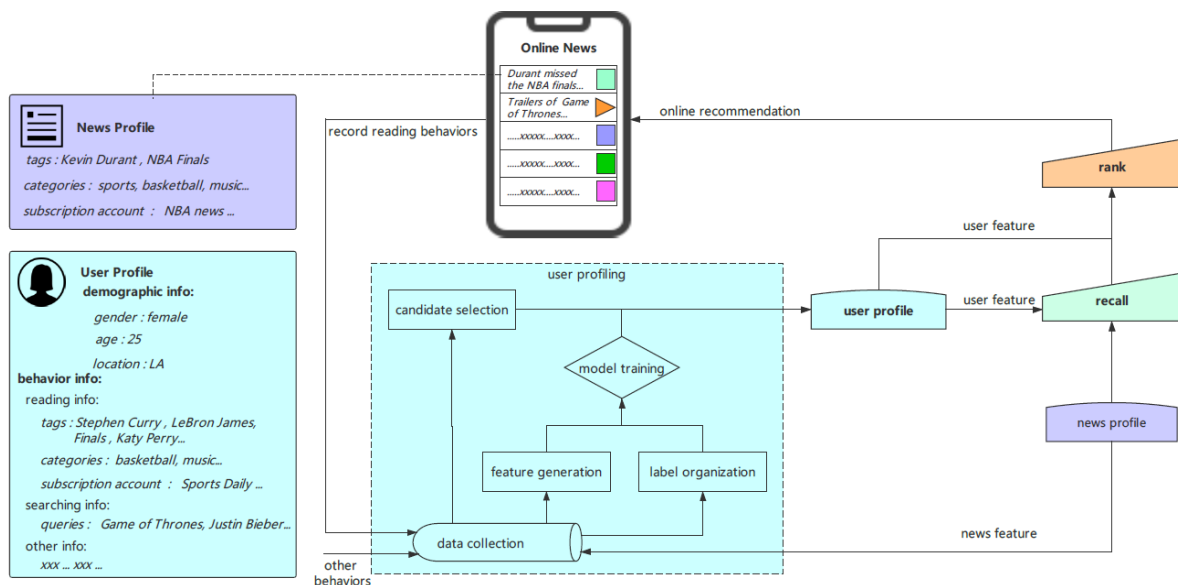 Online News
Durant missed
the NBA finals...
Trailers of Game
of Thrones...
.....xxxxx....xxxx...
.....xxxxx....xxxx...
.....xxxxx....xxxx...
News Profile
tags : Kevin Durant , NBA Finals
categories : sports, basketball, music...
subscription account : NBA news ...
record reading behaviors
online recommendation
rank
user feature
User Profile
demographic info:
gender : female
age : 25
location : LA
behavior info:
reading info:
tags : Stephen Curry , LeBron James,
Finals , Katy Perry...
categories : basketball, music...
subscription account : Sports Daily ...
searching info:
queries : Game of Thrones, Justin Bieber...
other info:
xxx ... xxx ...
user profiling
candidate selection
model training
feature generation
label organization
data collection
other
behaviors
user profile
user feature
recall
news profile
news feature